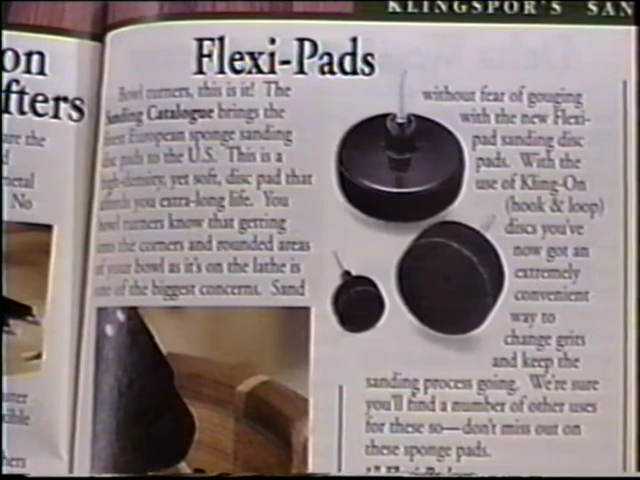 KLINGSPOR'S SAN
on
fters
are the
d
metal
No
Flexi-Pads
Bowl turners, this is it! The
Sanding Catalogue brings the
finest European sponge sanding
disc pads to the U.S. This is a
high-density, yet soft, disc pad that
affords you extra-long life. You
bowl turners know that getting
into the corners and rounded areas
of your bowl as it's on the lathe is
one of the biggest concerns. Sand
without fear of gouging
with the new Flexi-
pad sanding disc
pads. With the
use of Kling-On
(hook & loop)
discs you've
now got an
extremely
convenient
way to
change grits
and keep the
sanding process going. We're sure
you'll find a number of other uses
for these so—don't miss out on
these sponge pads.